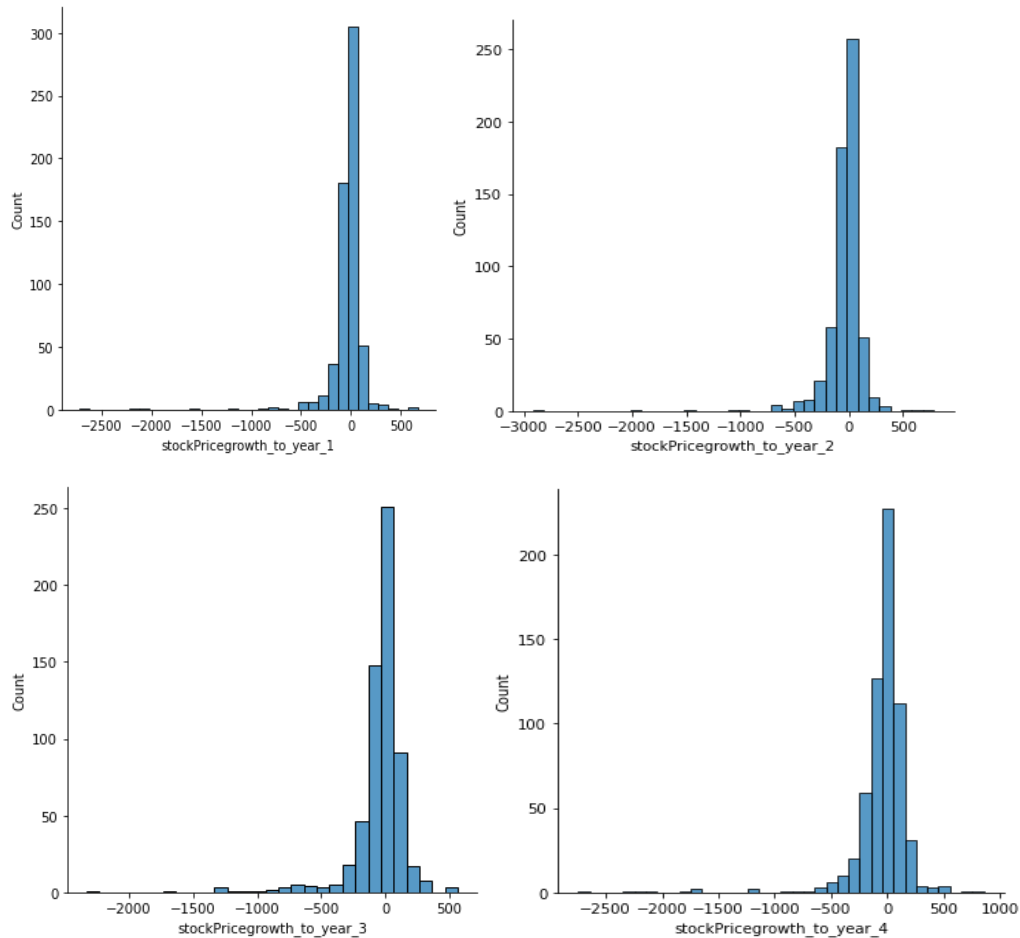 300
250
200
150
100
50
0
Count
−2500 −2000 −1500 −1000 −500 0 500
stockPricegrowth_to_year_1
250
200
150
100
50
0
Count
−3000 −2500 −2000 −1500 −1000 −500 0 500
stockPricegrowth_to_year_2
250
200
150
100
50
0
Count
−2000 −1500 −1000 −500 0 500
stockPricegrowth_to_year_3
200
150
100
50
0
Count
−2500 −2000 −1500 −1000 −500 0 500 1000
stockPricegrowth_to_year_4